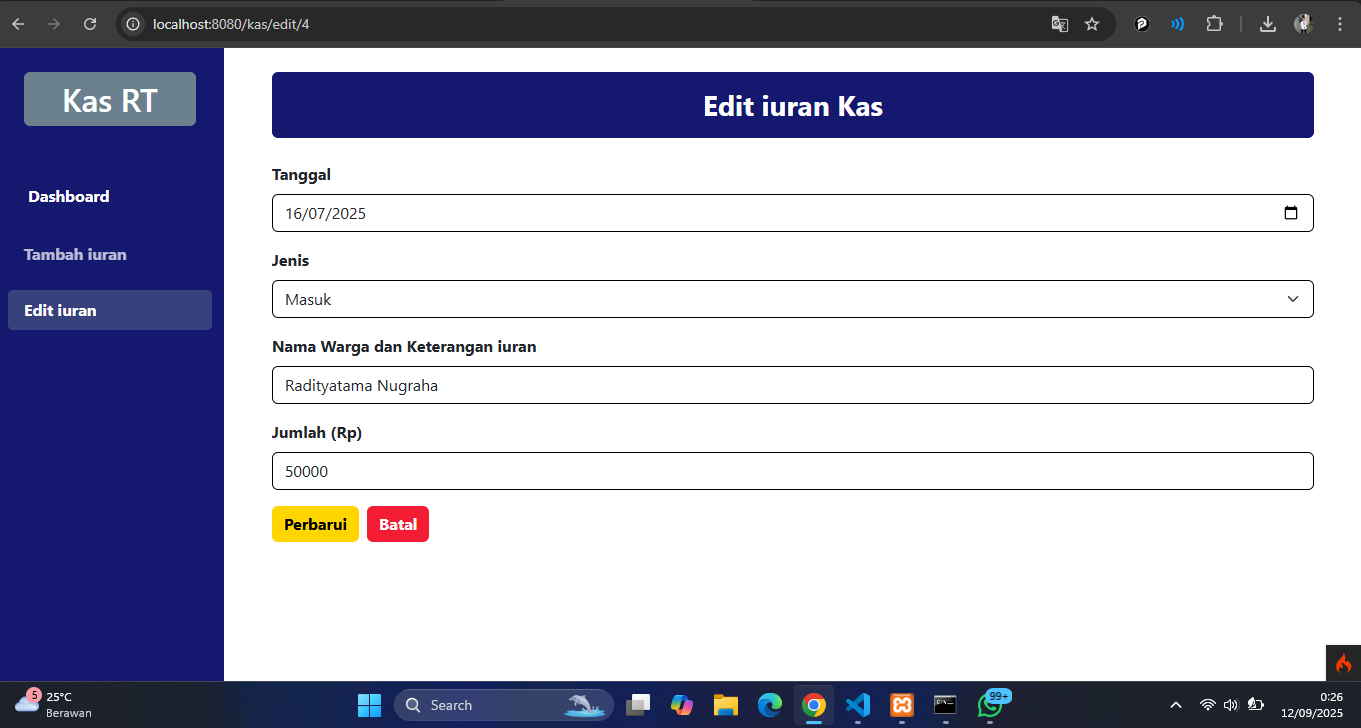 localhost:8080/kas/edit/4
Kas RT
Dashboard
Tambah iuran
Edit iuran
Edit iuran Kas
Tanggal
16/07/2025
Jenis
Masuk
Nama Warga dan Keterangan iuran
Radityatama Nugraha
Jumlah (Rp)
50000
Perbarui
Batal
5
25°C
Berawan
Search
99+
0:26
12/09/2025